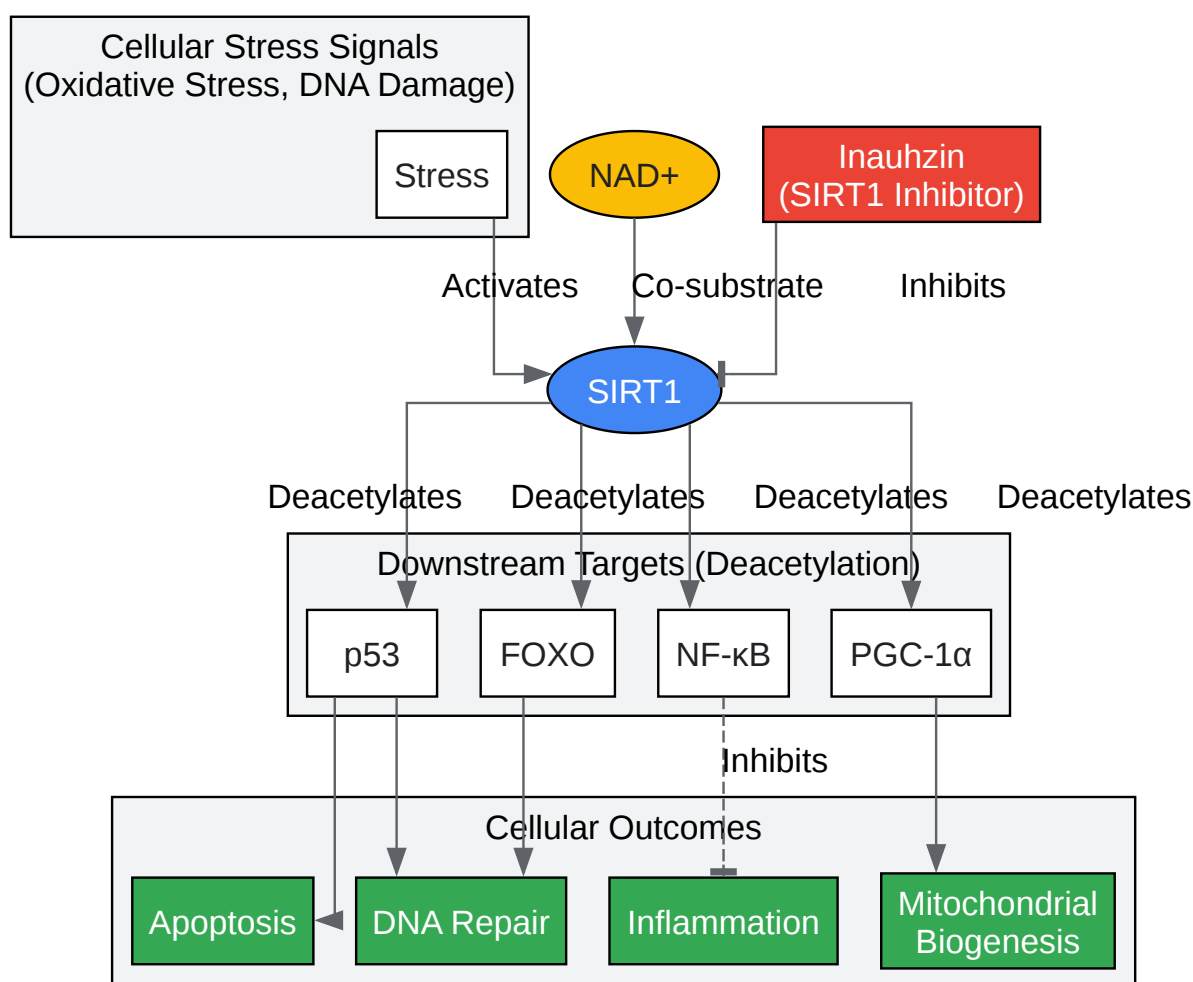 Cellular Stress Signals
(Oxidative Stress, DNA Damage)
Stress
NAD+
Inauhzin
(SIRT1 Inhibitor)
Activates
Co-substrate
Inhibits
SIRT1
Deacetylates
Deacetylates
Deacetylates
Deacetylates
Downstream Targets (Deacetylation)
p53
FOXO
NF-κB
PGC-1α
Inhibits
Cellular Outcomes
Apoptosis
DNA Repair
Inflammation
Mitochondrial
Biogenesis